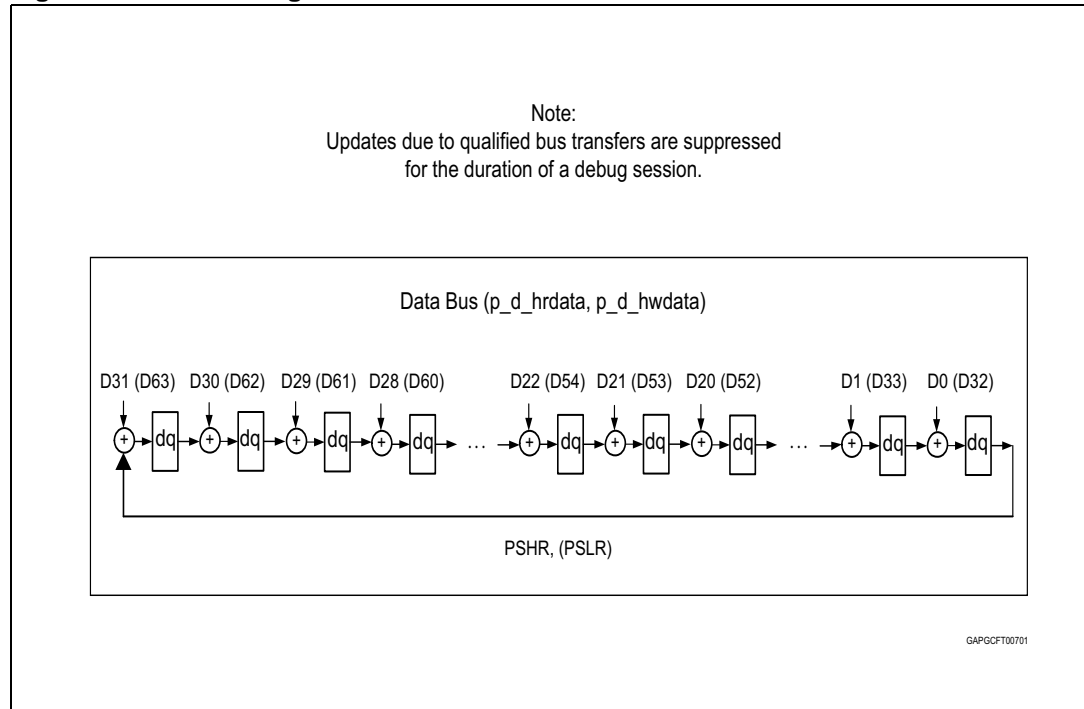 Note:
Updates due to qualified bus transfers are suppressed
for the duration of a debug session.
Data Bus (p_d_hrdata, p_d_hwdata)
D31 (D63) D30 (D62) D29 (D61) D28 (D60) D22 (D54) D21 (D53) D20 (D52) D1 (D33) D0 (D32)
+ dq + dq + dq + dq ... + dq + dq + dq ... + dq + dq
PSHR, (PSLR)
GAPGCFT00701